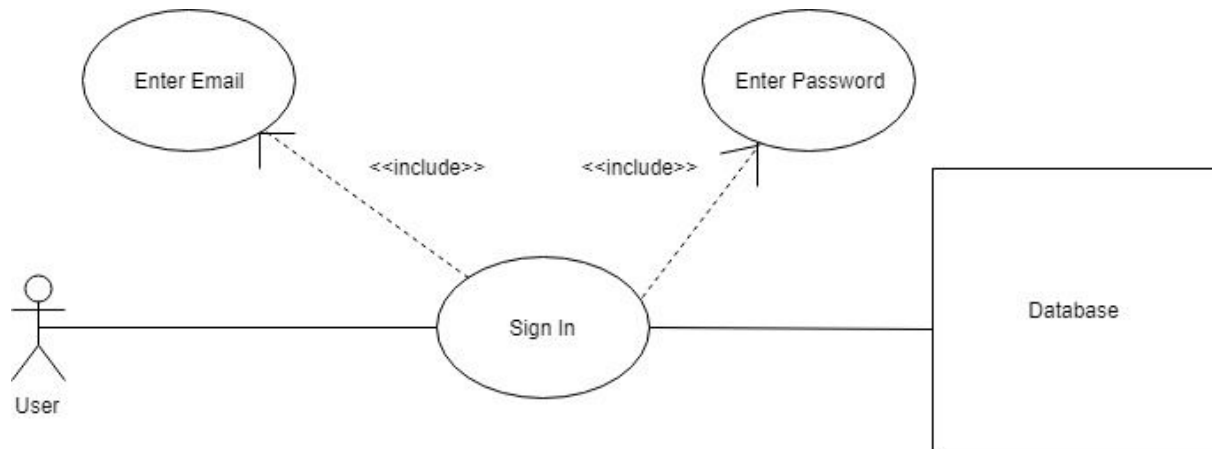 Enter Email
Enter Password
<<include>>
<<include>>
Sign In
Database
User